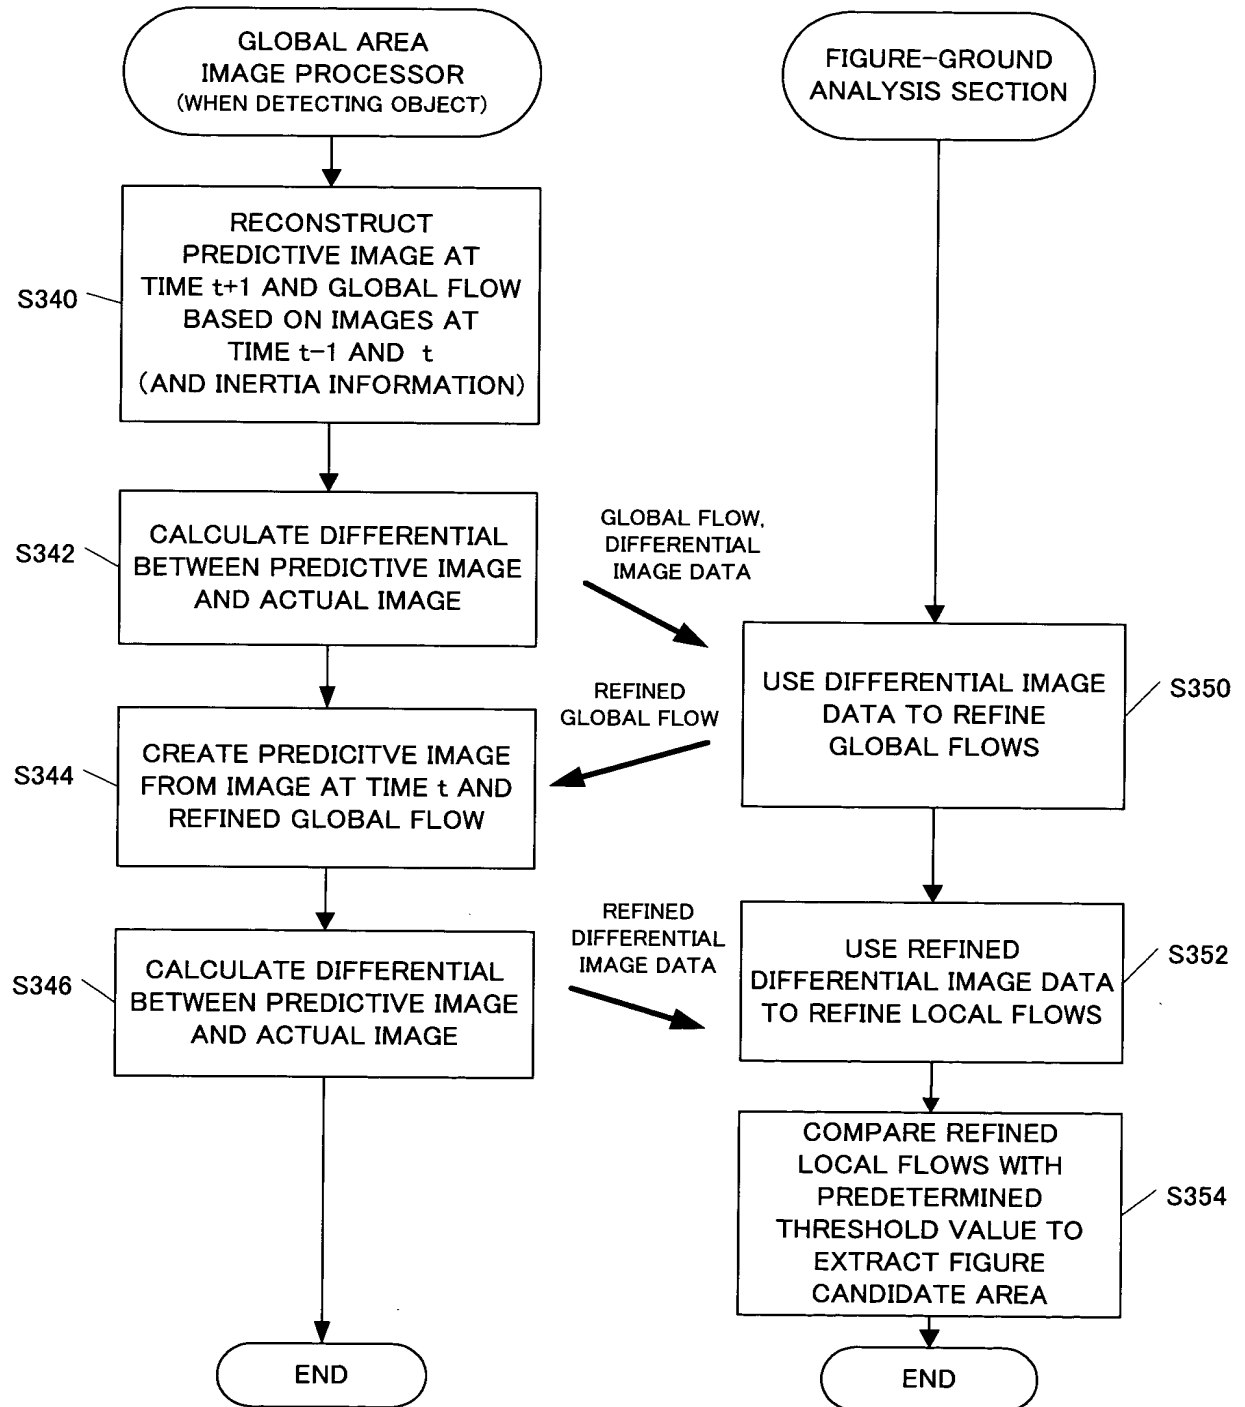 GLOBAL AREA
IMAGE PROCESSOR
(WHEN DETECTING OBJECT)
FIGURE-GROUND
ANALYSIS SECTION
S340
RECONSTRUCT
PREDICTIVE IMAGE AT
TIME t+1 AND GLOBAL FLOW
BASED ON IMAGES AT
TIME t-1 AND t
(AND INERTIA INFORMATION)
S342
CALCULATE DIFFERENTIAL
BETWEEN PREDICTIVE IMAGE
AND ACTUAL IMAGE
GLOBAL FLOW,
DIFFERENTIAL
IMAGE DATA
USE DIFFERENTIAL IMAGE
DATA TO REFINE
GLOBAL FLOWS
S350
REFINED
GLOBAL FLOW
S344
CREATE PREDICITVE IMAGE
FROM IMAGE AT TIME t AND
REFINED GLOBAL FLOW
REFINED
DIFFERENTIAL
IMAGE DATA
S346
CALCULATE DIFFERENTIAL
BETWEEN PREDICTIVE IMAGE
AND ACTUAL IMAGE
USE REFINED
DIFFERENTIAL IMAGE DATA
TO REFINE LOCAL FLOWS
S352
COMPARE REFINED
LOCAL FLOWS WITH
PREDETERMINED
THRESHOLD VALUE TO
EXTRACT FIGURE
CANDIDATE AREA
S354
END
END